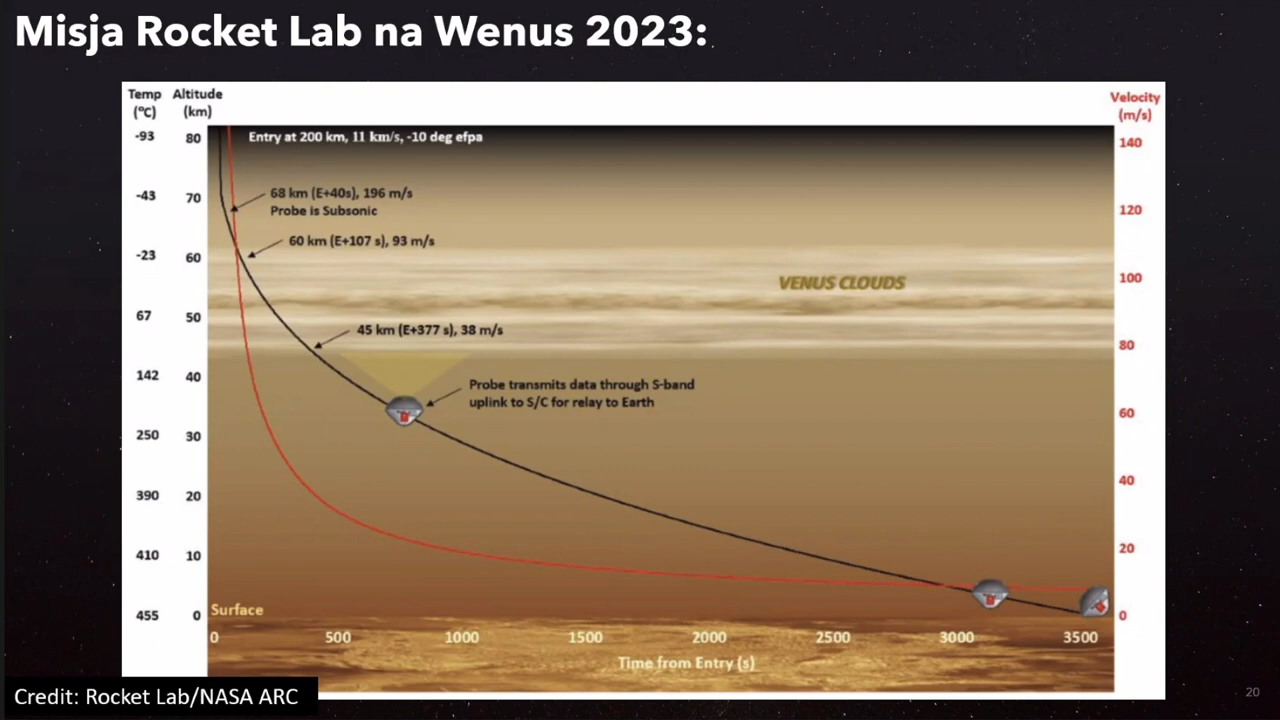 Misja Rocket Lab na Wenus 2023:
Temp
(°C)
Altitude
(km)
Velocity
(m/s)
-93
80
Entry at 200 km, 11 km/s, -10 deg efpa
140
-43
70
68 km (E+40s), 196 m/s
Probe is Subsonic
120
-23
60
60 km (E+107 s), 93 m/s
100
VENUS CLOUDS
67
50
45 km (E+377 s), 38 m/s
80
142
40
Probe transmits data through S-band
uplink to S/C for relay to Earth
60
250
30
390
20
40
410
10
20
455
0
Surface
0
0
500
1000
1500
2000
2500
3000
3500
Time from Entry (s)
Credit: Rocket Lab/NASA ARC
20